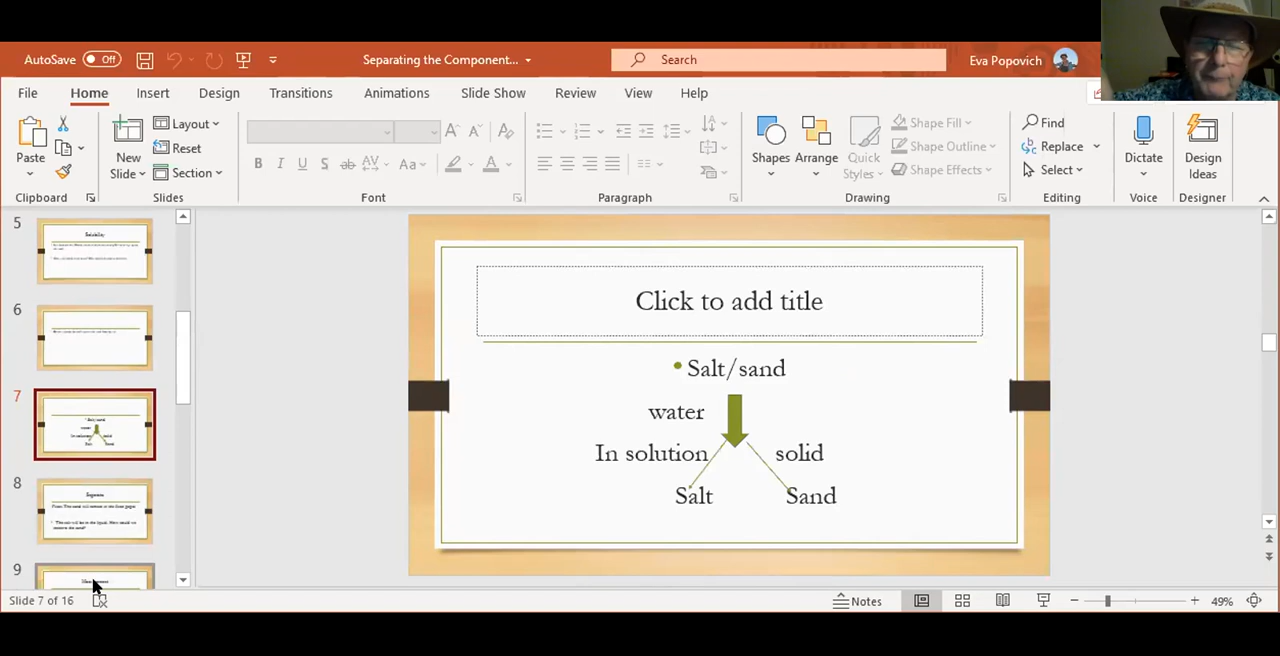 AutoSave Off Separating the Component... Search Eva Popovich
File Home Insert Design Transitions Animations Slide Show Review View Help
Paste New Slide Layout Reset Section Shapes Arrange Quick Styles Shape Fill Shape Outline Shape Effects Find Replace Select Dictate Design Ideas
Clipboard Slides Font Paragraph Drawing Editing Voice Designer
5
Solubility
6
7
8
9
Click to add title
• Salt/sand
water
In solution solid
Salt Sand
Slide 7 of 16 Notes 49%